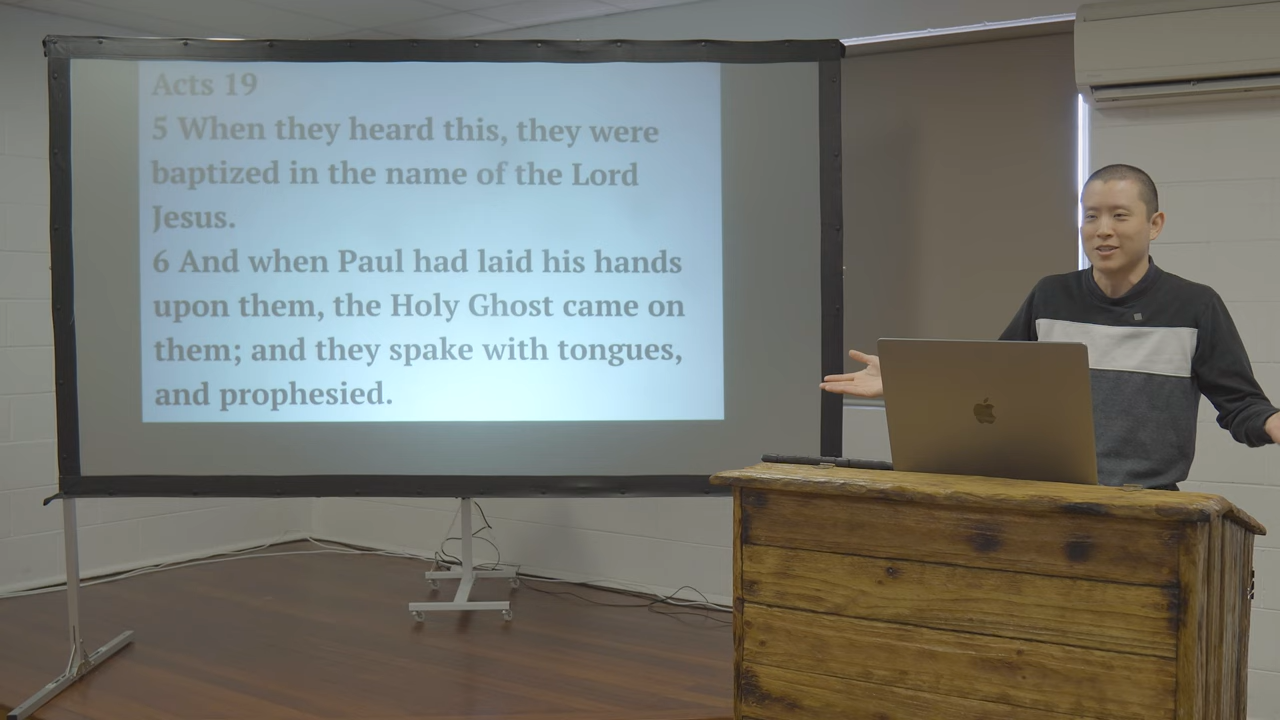 Acts 19
5 When they heard this, they were
baptized in the name of the Lord
Jesus.
6 And when Paul had laid his hands
upon them, the Holy Ghost came on
them; and they spake with tongues,
and prophesied.